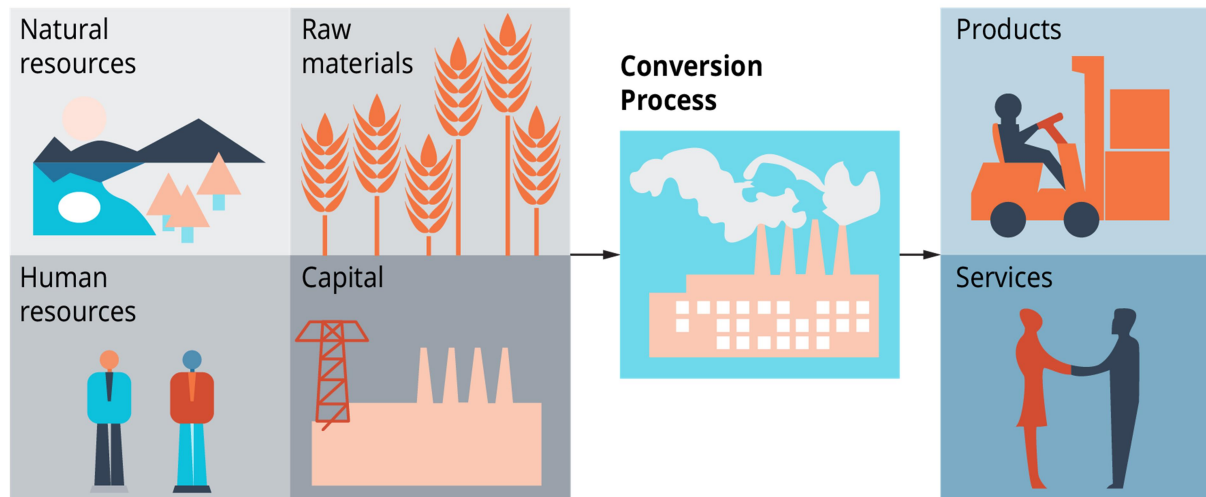 Natural
resources
Raw
materials
Human
resources
Capital
Conversion
Process
Products
Services